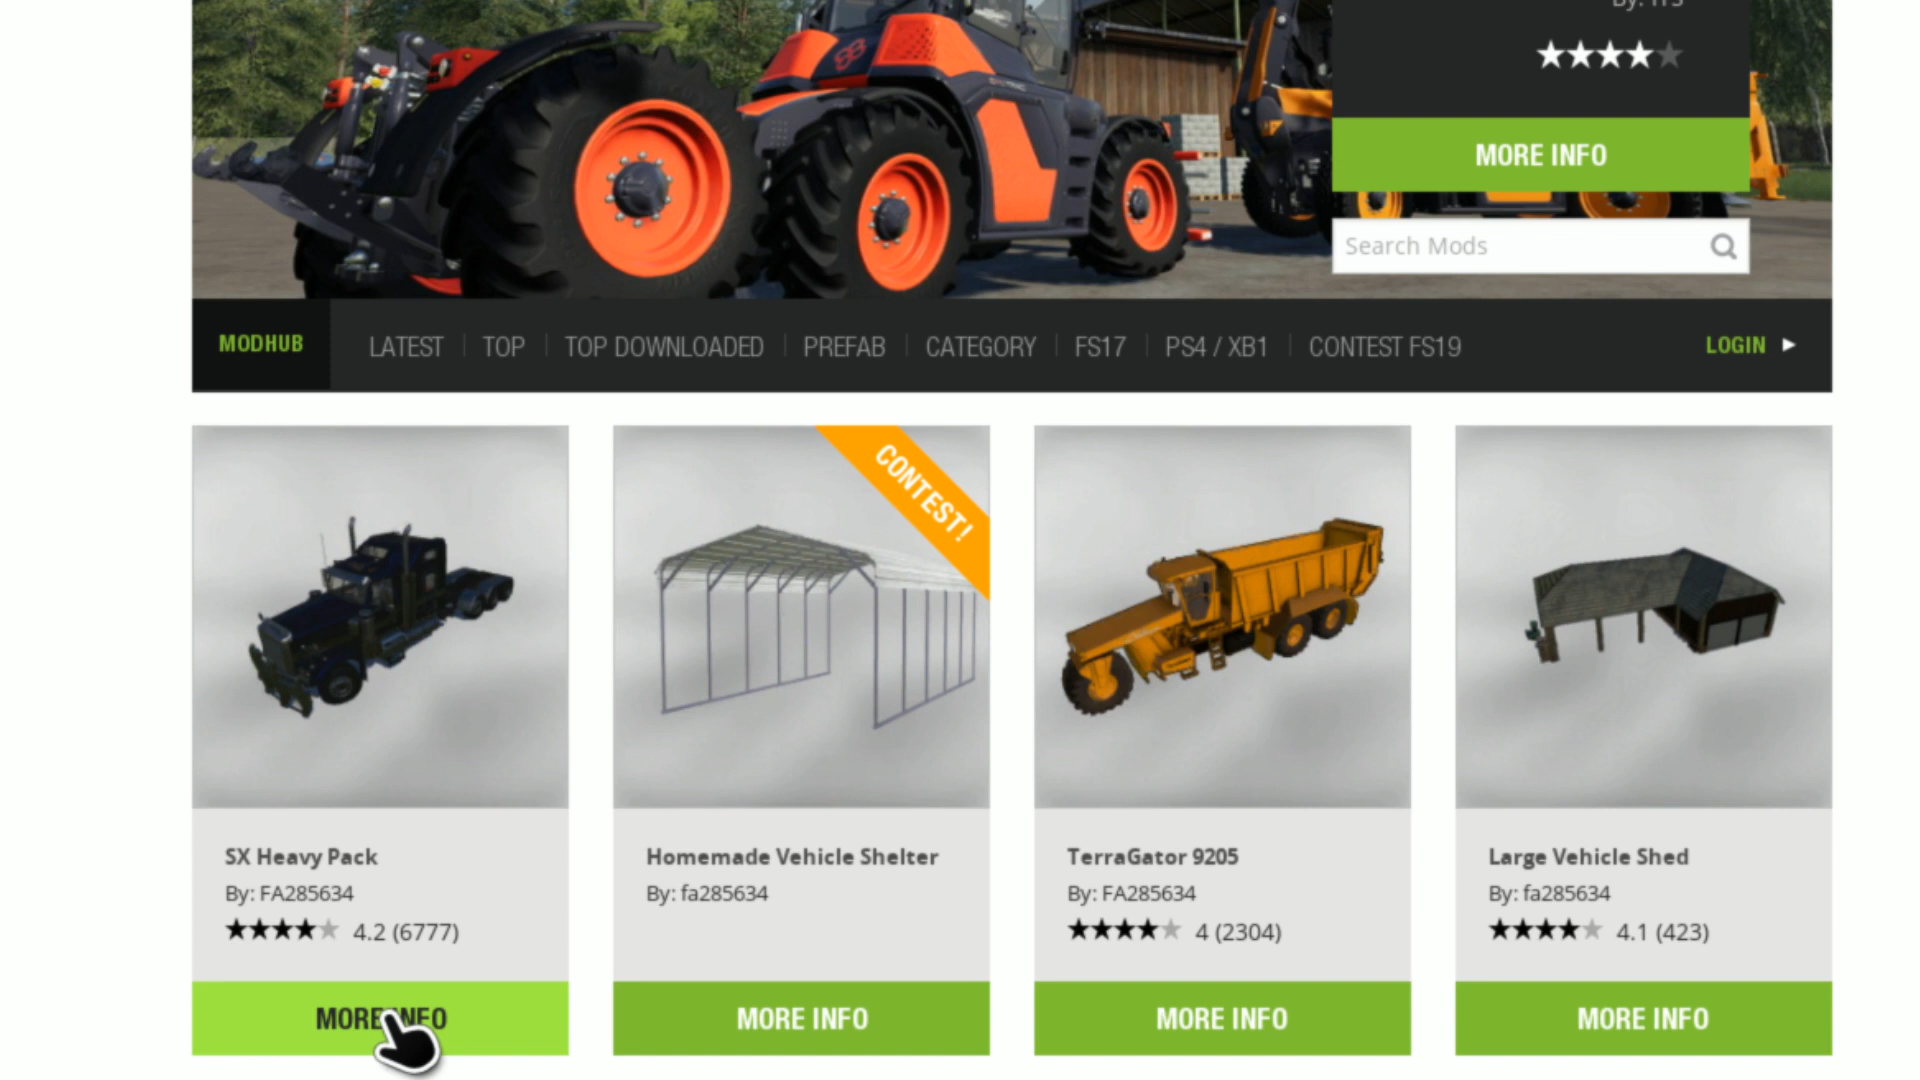 ★★★★★
MORE INFO
Search Mods
MODHUB
LATEST
TOP
TOP DOWNLOADED
PREFAB
CATEGORY
FS17
PS4 / XB1
CONTEST FS19
LOGIN ►
CONTEST!
SX Heavy Pack
By: FA285634
★★★★★ 4.2 (6777)
MORE INFO
Homemade Vehicle Shelter
By: fa285634
MORE INFO
TerraGator 9205
By: FA285634
★★★★★ 4 (2304)
MORE INFO
Large Vehicle Shed
By: fa285634
★★★★★ 4.1 (423)
MORE INFO